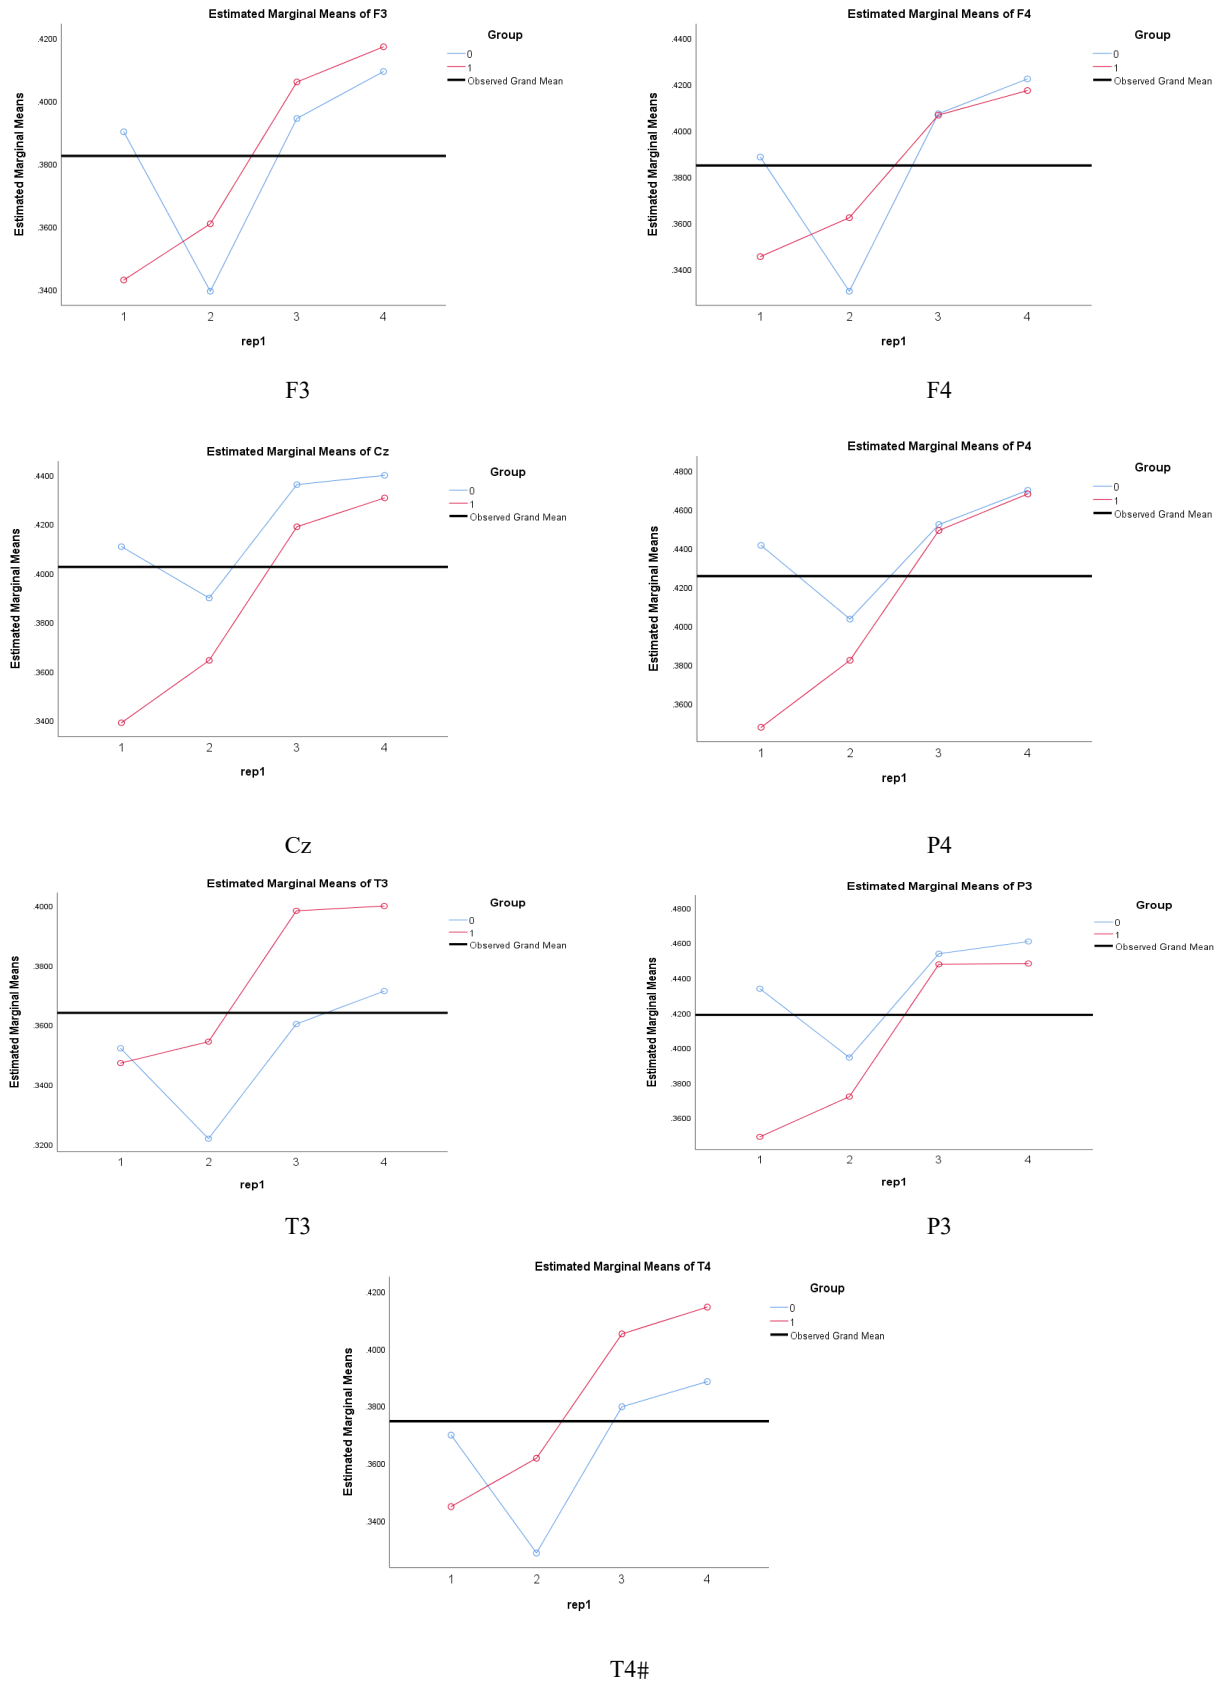 Estimated Marginal Means of F3
Group
0
1
Observed Grand Mean
Estimated Marginal Means
.4200
.4000
.3800
.3600
.3400
1 2 3 4
rep1
F3
Estimated Marginal Means of F4
Group
0
1
Observed Grand Mean
Estimated Marginal Means
.4400
.4200
.4000
.3800
.3600
.3400
1 2 3 4
rep1
F4
Estimated Marginal Means of Cz
Group
0
1
Observed Grand Mean
Estimated Marginal Means
.4400
.4200
.4000
.3800
.3600
.3400
1 2 3 4
rep1
Cz
Estimated Marginal Means of P4
Group
0
1
Observed Grand Mean
Estimated Marginal Means
.4800
.4600
.4400
.4200
.4000
.3800
.3600
1 2 3 4
rep1
P4
Estimated Marginal Means of T3
Group
0
1
Observed Grand Mean
Estimated Marginal Means
.4000
.3800
.3600
.3400
.3200
1 2 3 4
rep1
T3
Estimated Marginal Means of P3
Group
0
1
Observed Grand Mean
Estimated Marginal Means
.4800
.4600
.4400
.4200
.4000
.3800
.3600
1 2 3 4
rep1
P3
Estimated Marginal Means of T4
Group
0
1
Observed Grand Mean
Estimated Marginal Means
.4200
.4000
.3800
.3600
.3400
1 2 3 4
rep1
T4#